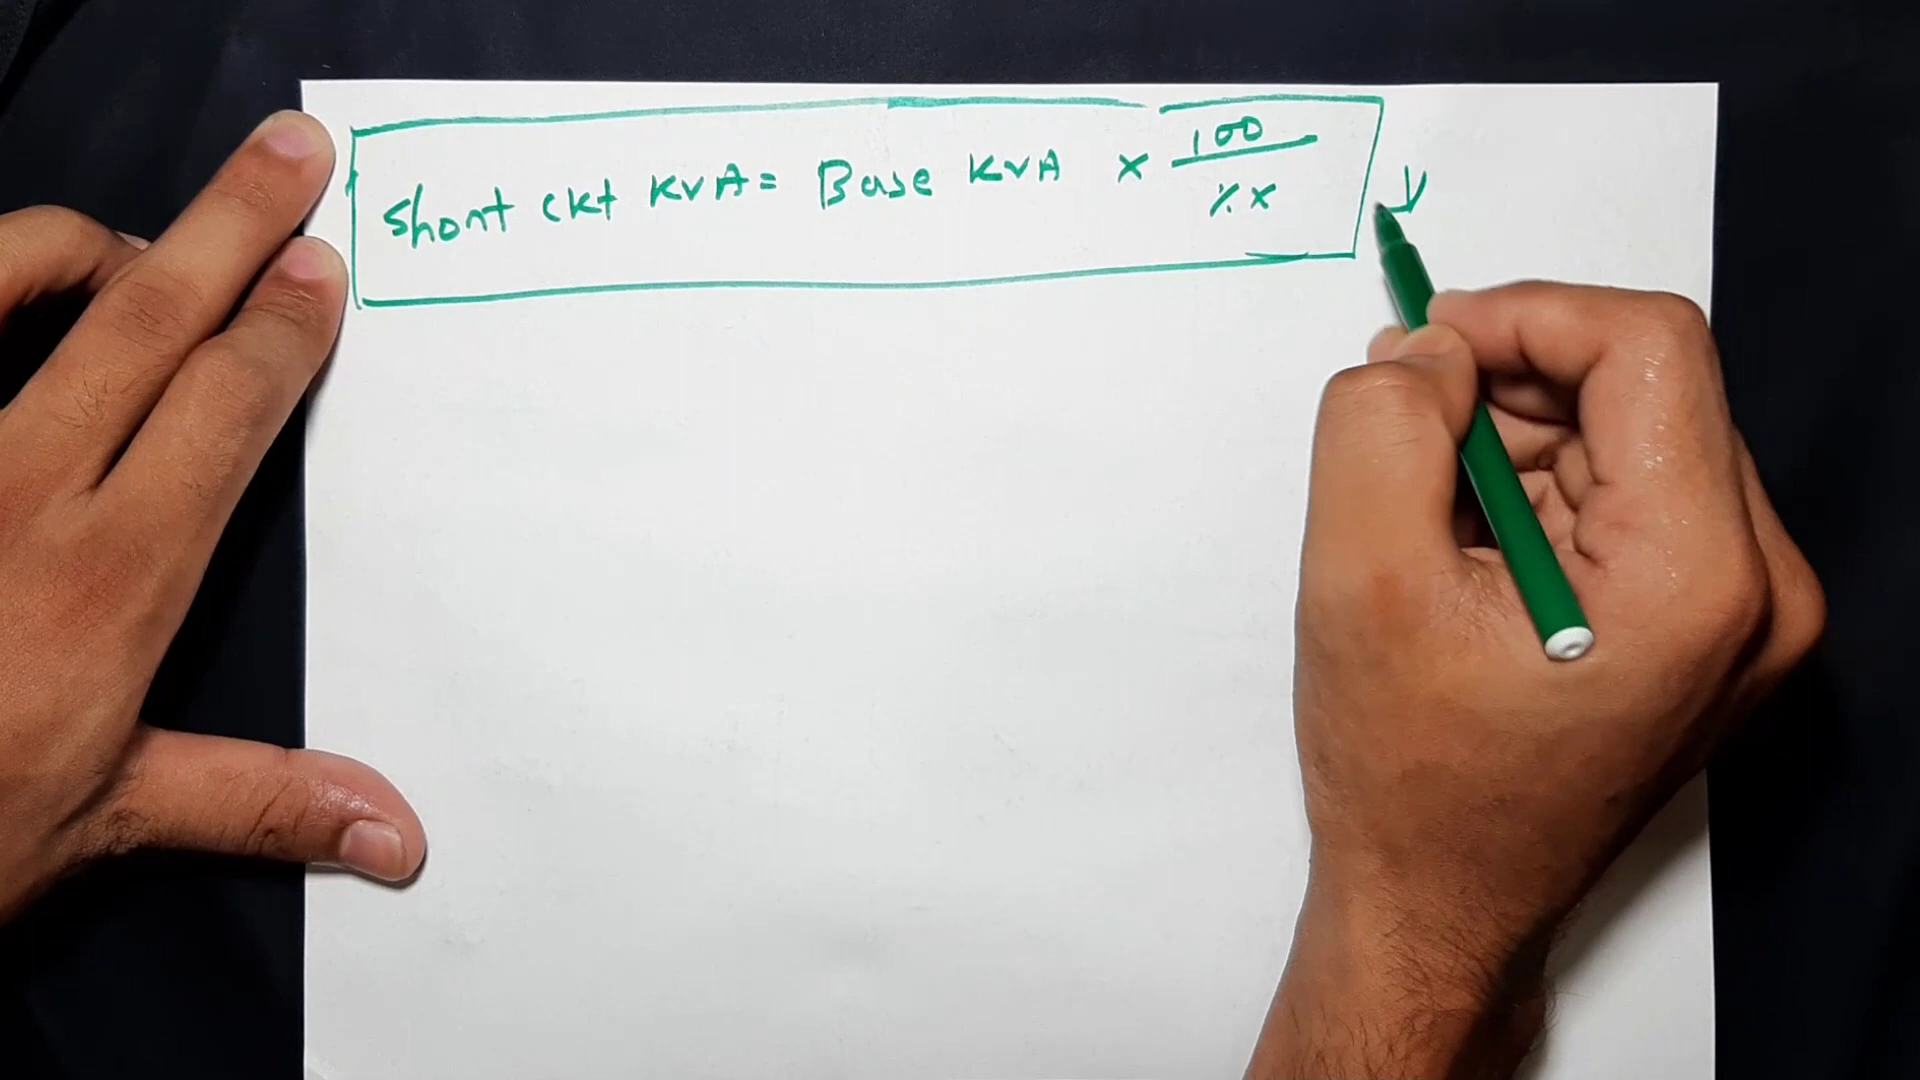 Short ckt KVA = Base KVA × 100 / %X